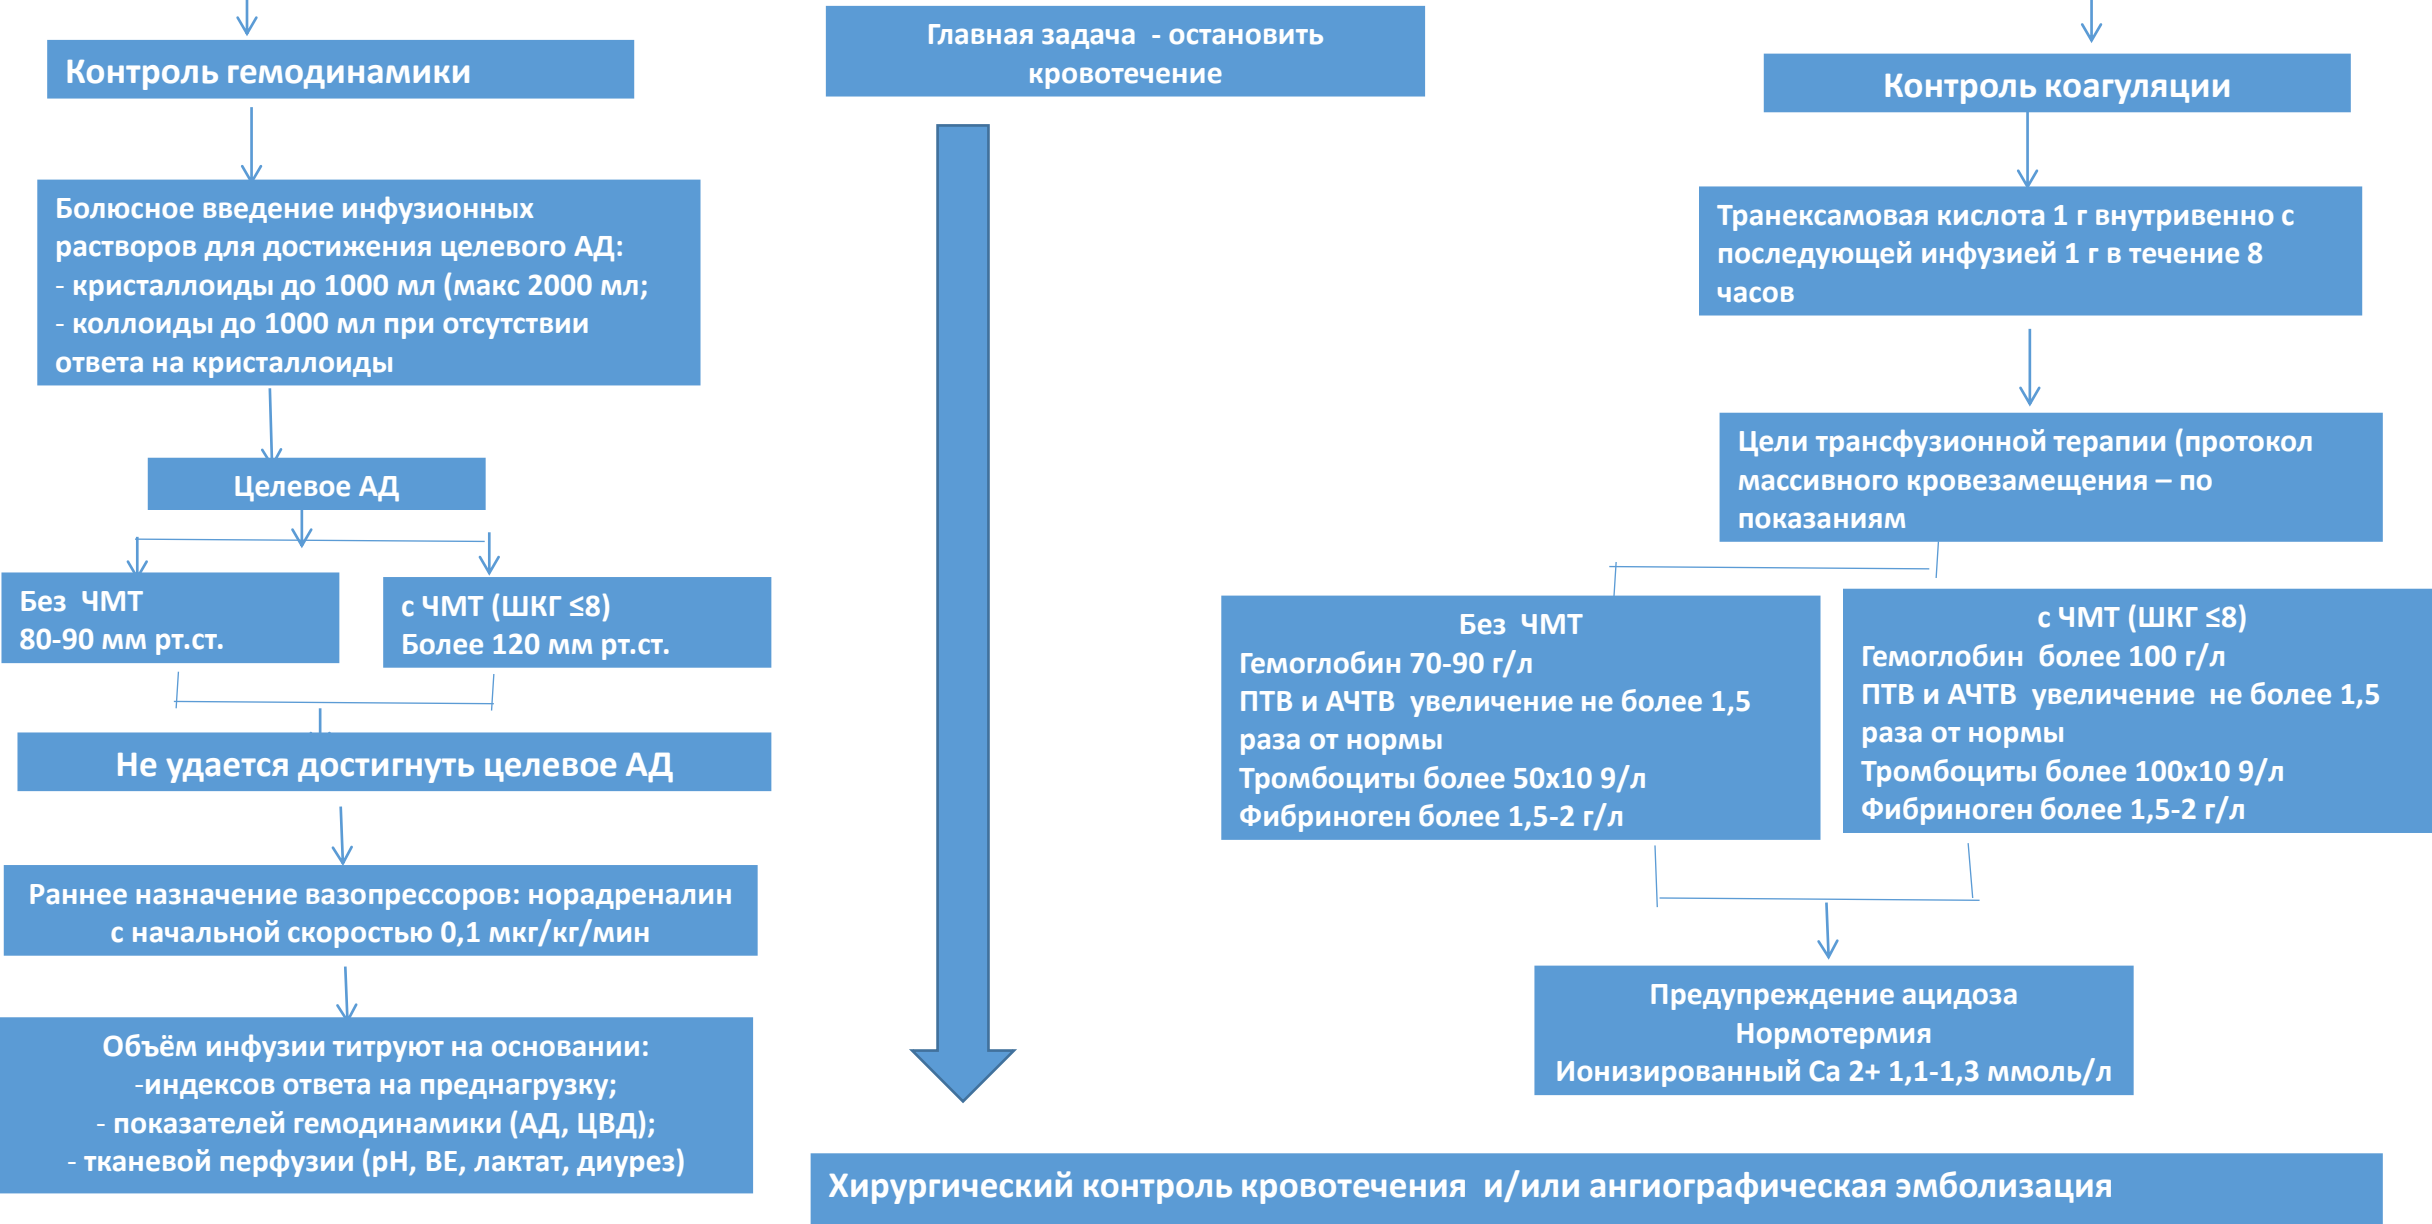 Контроль гемодинамики
Болюсное введение инфузионных
растворов для достижения целевого АД:
- кристаллоиды до 1000 мл (макс 2000 мл;
- коллоиды до 1000 мл при отсутствии
ответа на кристаллоиды
Целевое АД
Без ЧМТ
80-90 мм рт.ст.
с ЧМТ (ШКГ ≤8)
Более 120 мм рт.ст.
Не удается достигнуть целевое АД
Раннее назначение вазопрессоров: норадреналин
с начальной скоростью 0,1 мкг/кг/мин
Объём инфузии титруют на основании:
-индексов ответа на преднагрузку;
- показателей гемодинамики (АД, ЦВД);
- тканевой перфузии (pH, BE, лактат, диурез)
Главная задача - остановить
кровотечение
Контроль коагуляции
Транексамовая кислота 1 г внутривенно с
последующей инфузией 1 г в течение 8
часов
Цели трансфузионной терапии (протокол
массивного кровезамещения – по
показаниям
Без ЧМТ
Гемоглобин 70-90 г/л
ПТВ и АЧТВ увеличение не более 1,5
раза от нормы
Тромбоциты более 50х10 9/л
Фибриноген более 1,5-2 г/л
с ЧМТ (ШКГ ≤8)
Гемоглобин более 100 г/л
ПТВ и АЧТВ увеличение не более 1,5
раза от нормы
Тромбоциты более 100х10 9/л
Фибриноген более 1,5-2 г/л
Предупреждение ацидоза
Нормотермия
Ионизированный Са 2+ 1,1-1,3 ммоль/л
Хирургический контроль кровотечения и/или ангиографическая эмболизация